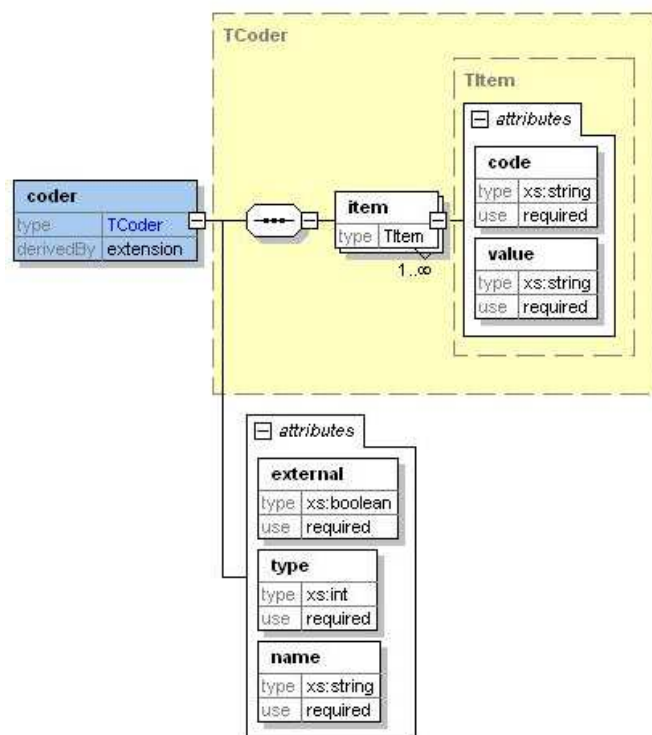 TCoder
TItem
attributes
code
type xs:string
use required
value
type xs:string
use required
coder
type TCoder
derivedBy extension
item
type TItem
1..∞
attributes
external
type xs:boolean
use required
type
type xs:int
use required
name
type xs:string
use required